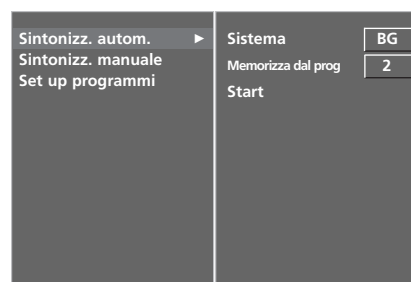 Sintonizz. autom. ►
Sintonizz. manuale
Set up programmi
Sistema BG
Memorizza dal prog 2
Start